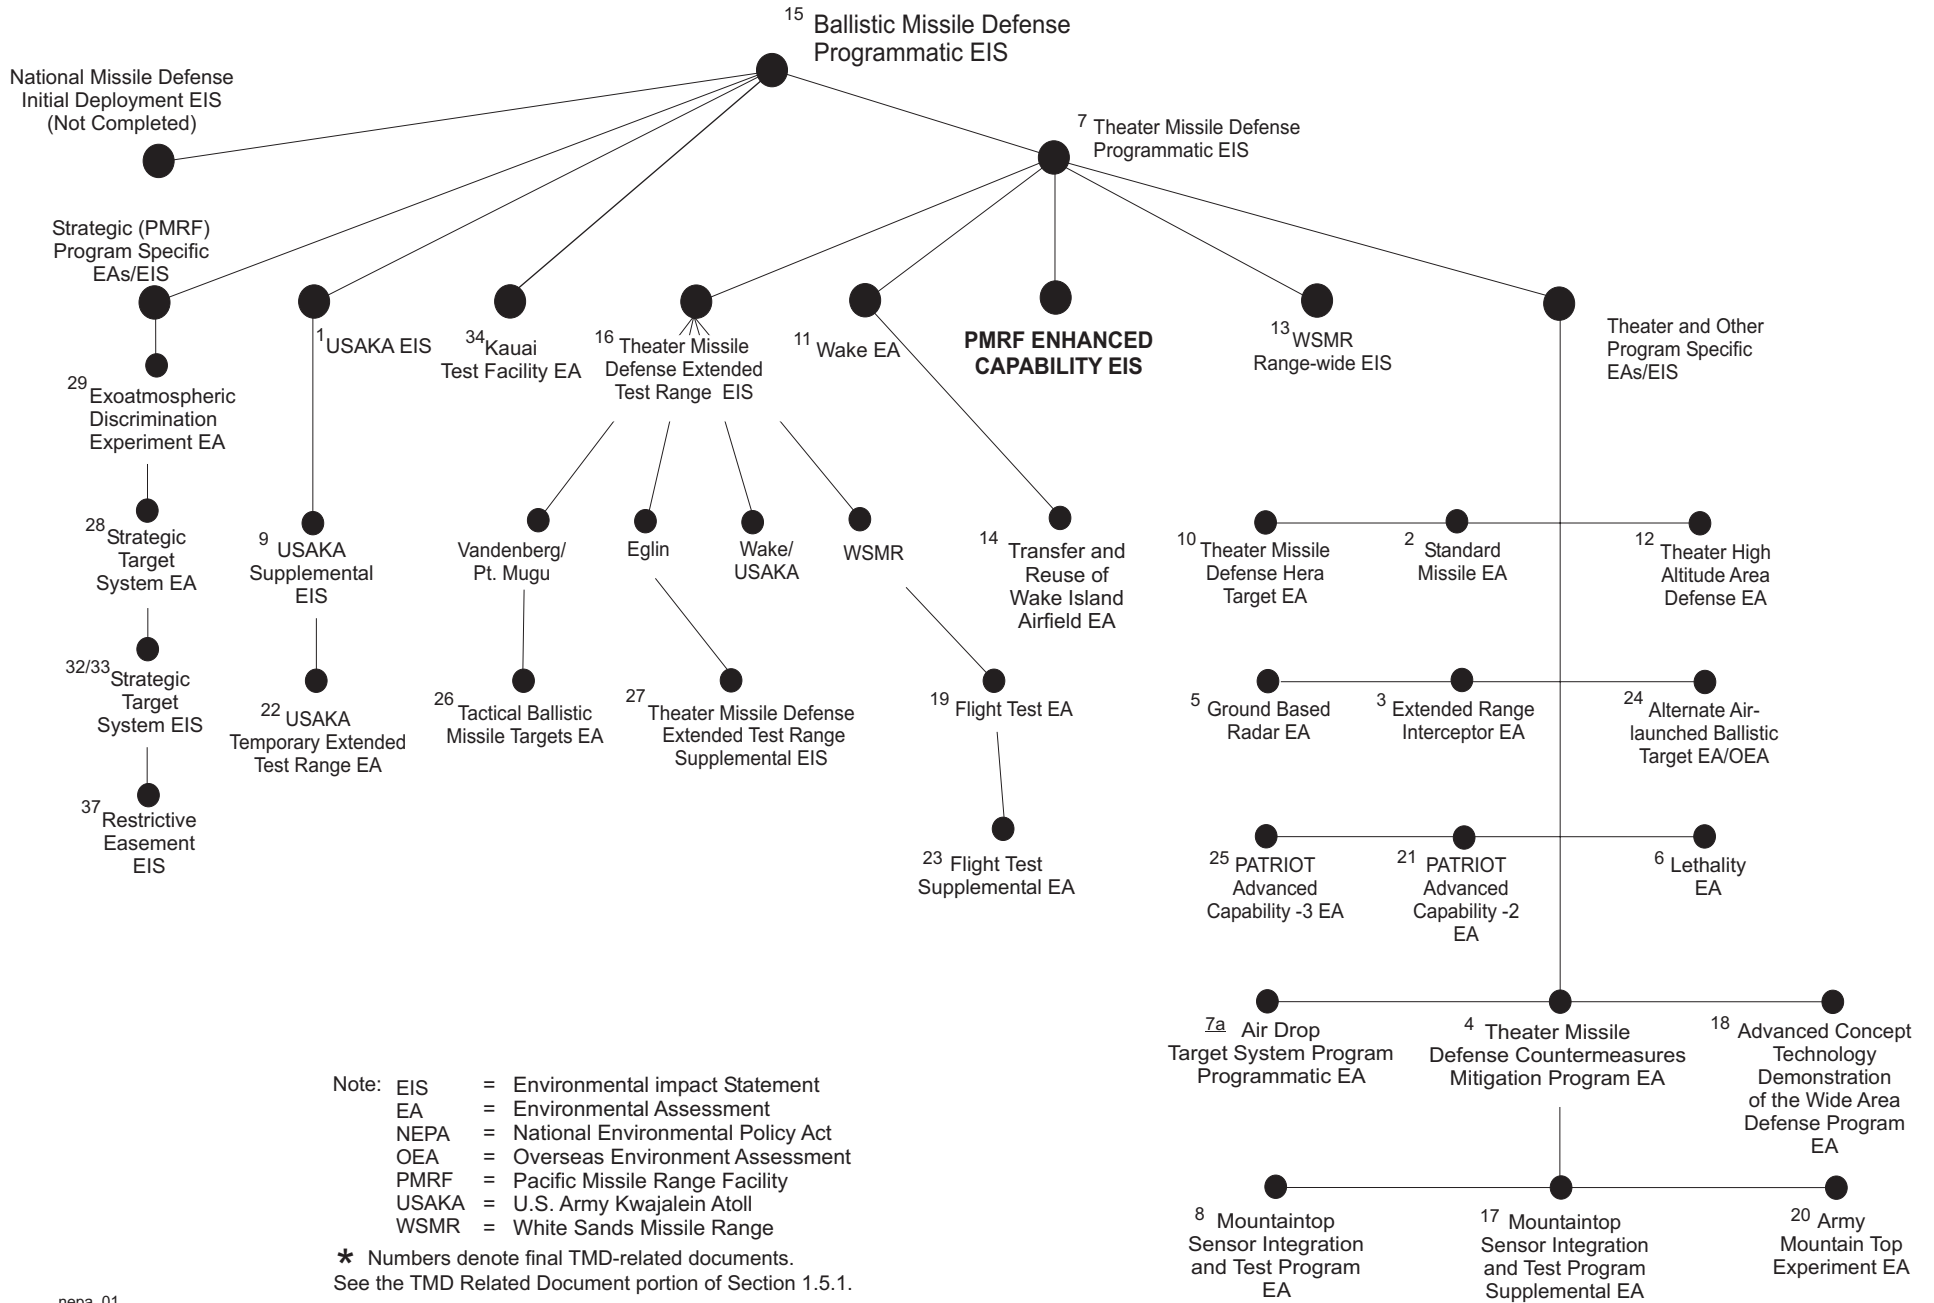 15 Ballistic Missile Defense
Programmatic EIS
National Missile Defense
Initial Deployment EIS
(Not Completed)
7 Theater Missile Defense
Programmatic EIS
Strategic (PMRF)
Program Specific
EAs/EIS
1 USAKA EIS
34 Kauai
Test Facility EA
16 Theater Missile
Defense Extended
Test Range EIS
11 Wake EA
PMRF ENHANCED
CAPABILITY EIS
13 WSMR
Range-wide EIS
Theater and Other
Program Specific
EAs/EIS
29 Exoatmospheric
Discrimination
Experiment EA
28 Strategic
Target
System EA
9 USAKA
Supplemental
EIS
Vandenberg/
Pt. Mugu
Eglin
Wake/
USAKA
WSMR
14 Transfer and
Reuse of
Wake Island
Airfield EA
10 Theater Missile
Defense Hera
Target EA
2 Standard
Missile EA
12 Theater High
Altitude Area
Defense EA
32/33 Strategic
Target
System EIS
22 USAKA
Temporary Extended
Test Range EA
26 Tactical Ballistic
Missile Targets EA
27 Theater Missile Defense
Extended Test Range
Supplemental EIS
19 Flight Test EA
5 Ground Based
Radar EA
3 Extended Range
Interceptor EA
24 Alternate Air-
launched Ballistic
Target EA/OEA
37 Restrictive
Easement
EIS
23 Flight Test
Supplemental EA
25 PATRIOT
Advanced
Capability -3 EA
21 PATRIOT
Advanced
Capability -2
EA
6 Lethality
EA
7a Air Drop
Target System Program
Programmatic EA
4 Theater Missile
Defense Countermeasures
Mitigation Program EA
18 Advanced Concept
Technology
Demonstration
of the Wide Area
Defense Program
EA
8 Mountaintop
Sensor Integration
and Test Program
EA
17 Mountaintop
Sensor Integration
and Test Program
Supplemental EA
20 Army
Mountain Top
Experiment EA
Note: EIS = Environmental impact Statement
EA = Environmental Assessment
NEPA = National Environmental Policy Act
OEA = Overseas Environment Assessment
PMRF = Pacific Missile Range Facility
USAKA = U.S. Army Kwajalein Atoll
WSMR = White Sands Missile Range
* Numbers denote final TMD-related documents.
See the TMD Related Document portion of Section 1.5.1.
nepa_01